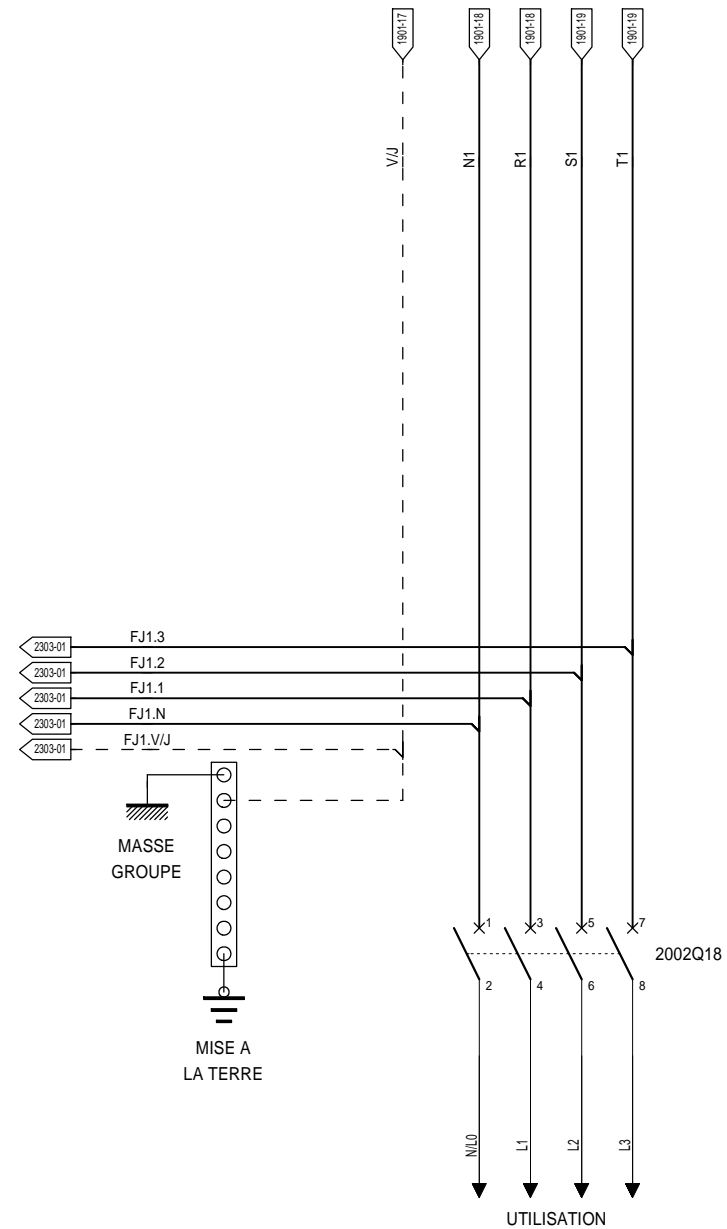 1901-17
1901-18
1901-18
1901-19
1901-19
V/J
N1
R1
S1
T1
2303-01
FJ1.3
2303-01
FJ1.2
2303-01
FJ1.1
2303-01
FJ1.N
2303-01
FJ1.V/J
MASSE
GROUPE
1
3
5
7
2002Q18
2
4
6
8
MISE A
LA TERRE
N/L0
L1
L2
L3
UTILISATION